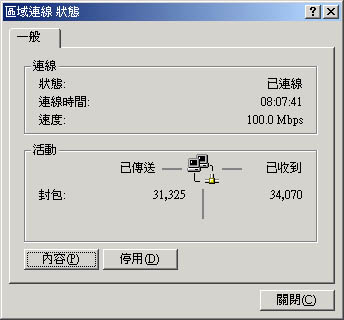 區域連線 狀態
一般
連線
狀態: 已連線
連線時間: 08:07:41
速度: 100.0 Mbps
活動
已傳送 已收到
封包: 31,325 34,070
內容(P) 停用(D)
關閉(C)